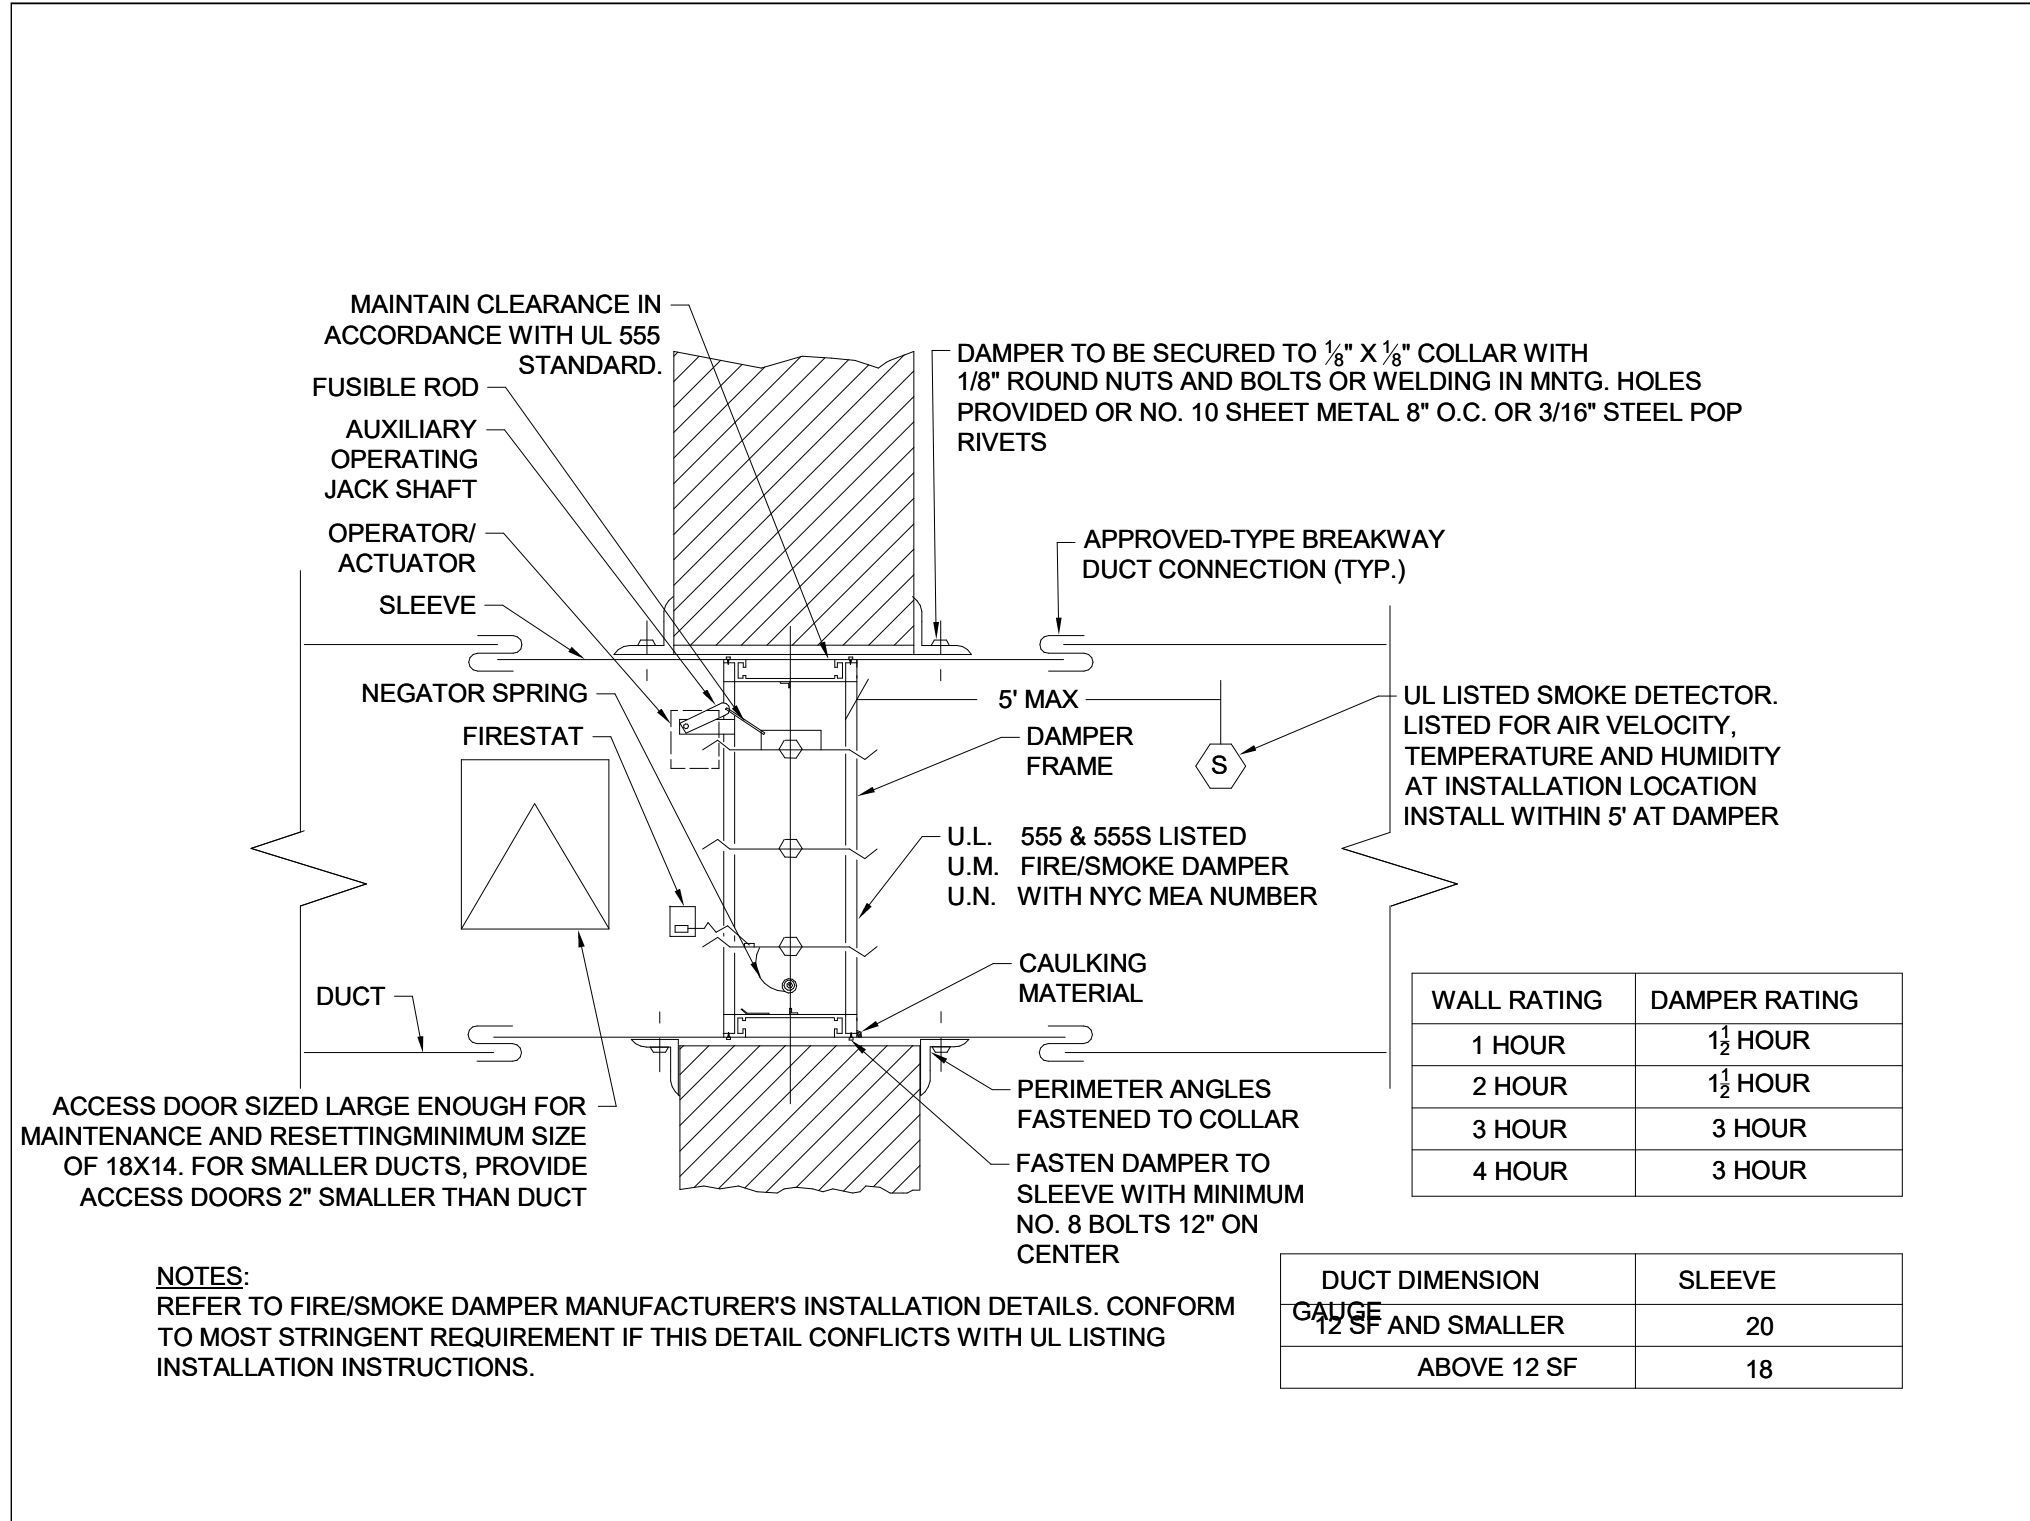 MAINTAIN CLEARANCE IN
ACCORDANCE WITH UL 555
STANDARD.
FUSIBLE ROD
AUXILIARY
OPERATING
JACK SHAFT
OPERATOR/
ACTUATOR
SLEEVE
NEGATOR SPRING
FIRESTAT
DUCT
ACCESS DOOR SIZED LARGE ENOUGH FOR
MAINTENANCE AND RESETTINGMINIMUM SIZE
OF 18X14. FOR SMALLER DUCTS, PROVIDE
ACCESS DOORS 2" SMALLER THAN DUCT
DAMPER TO BE SECURED TO ⅛" X ⅛" COLLAR WITH
1/8" ROUND NUTS AND BOLTS OR WELDING IN MNTG. HOLES
PROVIDED OR NO. 10 SHEET METAL 8" O.C. OR 3/16" STEEL POP
RIVETS
APPROVED-TYPE BREAKWAY
DUCT CONNECTION (TYP.)
5' MAX
S
UL LISTED SMOKE DETECTOR.
LISTED FOR AIR VELOCITY,
TEMPERATURE AND HUMIDITY
AT INSTALLATION LOCATION
INSTALL WITHIN 5' AT DAMPER
DAMPER
FRAME
U.L. 555 & 555S LISTED
U.M. FIRE/SMOKE DAMPER
U.N. WITH NYC MEA NUMBER
CAULKING
MATERIAL
PERIMETER ANGLES
FASTENED TO COLLAR
FASTEN DAMPER TO
SLEEVE WITH MINIMUM
NO. 8 BOLTS 12" ON
CENTER
WALL RATING DAMPER RATING
1 HOUR 1½ HOUR
2 HOUR 1½ HOUR
3 HOUR 3 HOUR
4 HOUR 3 HOUR
DUCT DIMENSION SLEEVE
GAUGE
12 SF AND SMALLER 20
ABOVE 12 SF 18
NOTES:
REFER TO FIRE/SMOKE DAMPER MANUFACTURER'S INSTALLATION DETAILS. CONFORM
TO MOST STRINGENT REQUIREMENT IF THIS DETAIL CONFLICTS WITH UL LISTING
INSTALLATION INSTRUCTIONS.